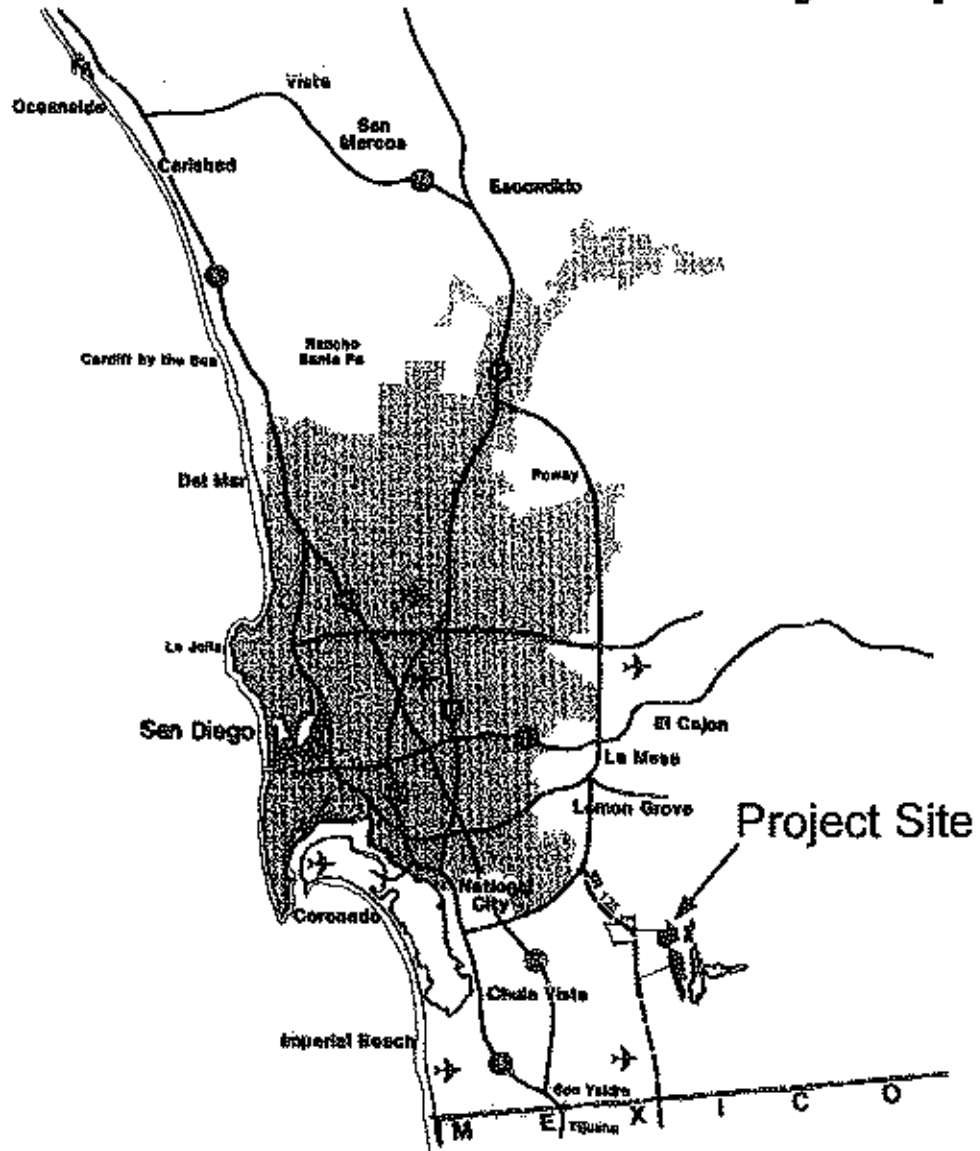 Oceanside
Vista
San
Marcos
Carlsbad
Escondido
Cardiff by the Sea
Rancho
Santa Fe
Del Mar
Poway
La Jolla
San Diego
El Cajon
La Mesa
Lemon Grove
Project Site
National
City
SR 125
Coronado
Chula Vista
Imperial Beach
San Ysidro
M E X I C O
Tijuana